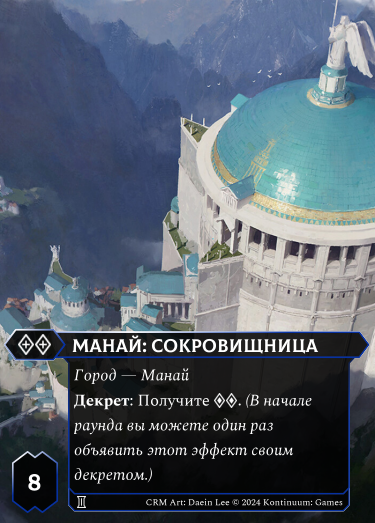 МАНАЙ: СОКРОВИЩНИЦА
Город — Манай
Декрет: Получите. (В начале
раунда вы можете один раз
объявить этот эффект своим
декретом.)
8
CRM Art: Daein Lee © 2024 Kontinuum: Games